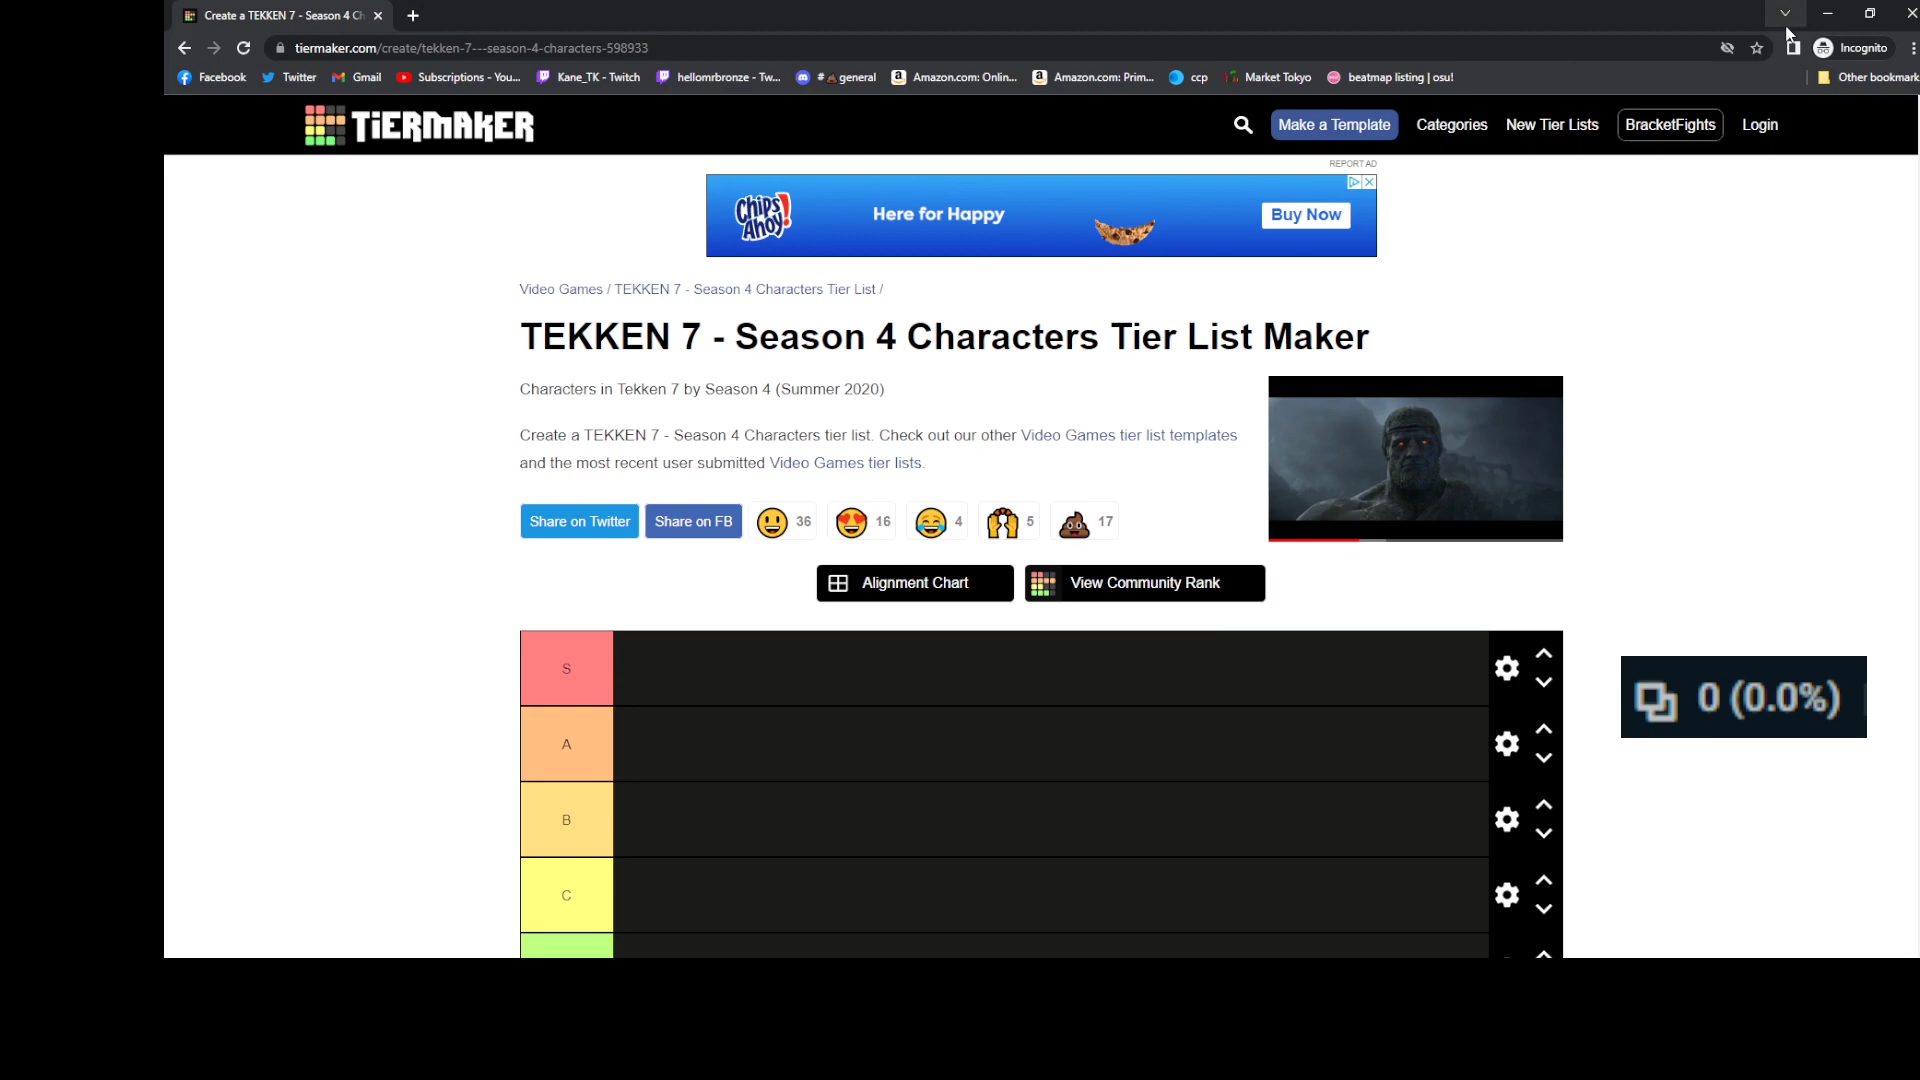 Create a TEKKEN 7 - Season 4 Ch
tiermaker.com/create/tekken-7---season-4-characters-598933
Incognito
Facebook
Twitter
Gmail
Subscriptions - You...
Kane_TK - Twitch
hellomrbronze - Tw...
#💩general
Amazon.com: Onlin...
Amazon.com: Prim...
ccp
Market Tokyo
beatmap listing | osu!
Other bookmark
TiERMAKER
Make a Template
Categories
New Tier Lists
BracketFights
Login
REPORT AD
Chips Ahoy!
Here for Happy
Buy Now
Video Games / TEKKEN 7 - Season 4 Characters Tier List /
TEKKEN 7 - Season 4 Characters Tier List Maker
Characters in Tekken 7 by Season 4 (Summer 2020)
Create a TEKKEN 7 - Season 4 Characters tier list. Check out our other Video Games tier list templates
and the most recent user submitted Video Games tier lists.
Share on Twitter
Share on FB
36
16
4
5
17
Alignment Chart
View Community Rank
S
A
B
C
0 (0.0%)